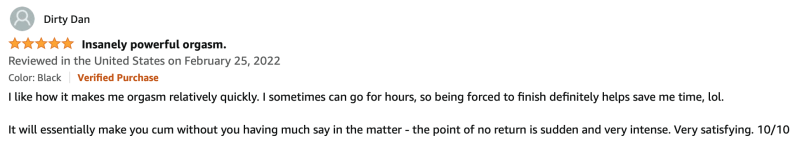 Dirty Dan
Insanely powerful orgasm.
Reviewed in the United States on February 25, 2022
Color: Black | Verified Purchase
I like how it makes me orgasm relatively quickly. I sometimes can go for hours, so being forced to finish definitely helps save me time, lol.
It will essentially make you cum without you having much say in the matter - the point of no return is sudden and very intense. Very satisfying. 10/10